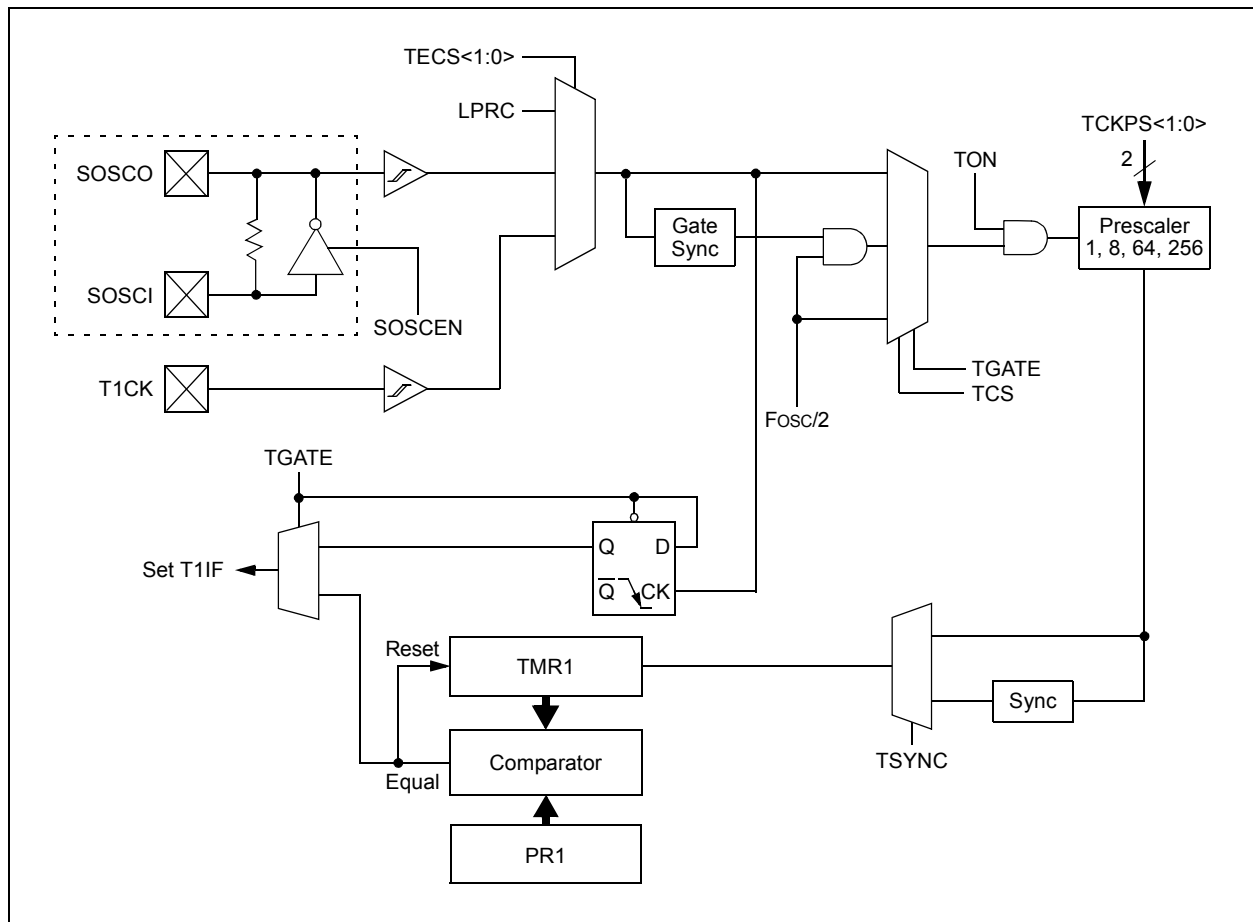 TECS<1:0>
LPRC
TCKPS<1:0>
SOSCO
TON
2
Gate
Sync
Prescaler
1, 8, 64, 256
SOSCI
SOSCEN
TGATE
T1CK
TCS
FOSC/2
TGATE
Q
D
Set T1IF
Q̅
CK
Reset
TMR1
Sync
Comparator
TSYNC
Equal
PR1